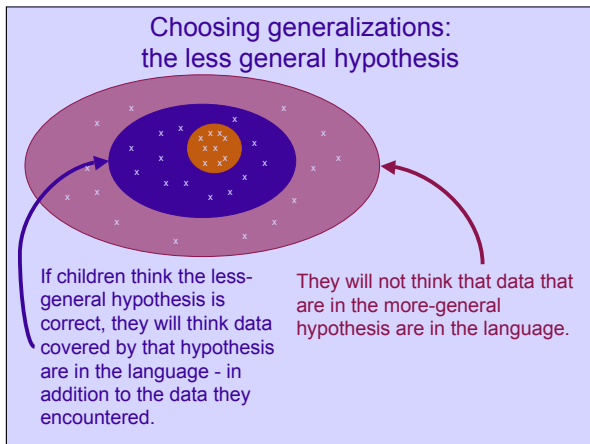 Choosing generalizations:
the less general hypothesis
If children think the less-
general hypothesis is
correct, they will think data
covered by that hypothesis
are in the language - in
addition to the data they
encountered.
They will not think that data that
are in the more-general
hypothesis are in the language.